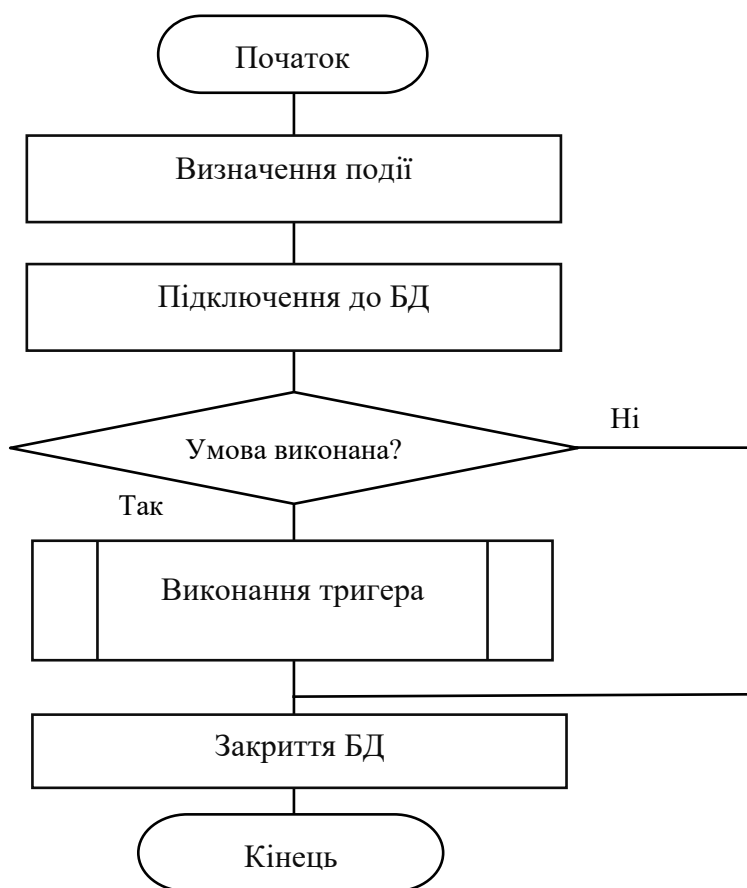 Початок
Визначення події
Підключення до БД
Ні
Умова виконана?
Так
Виконання тригера
Закриття БД
Кінець